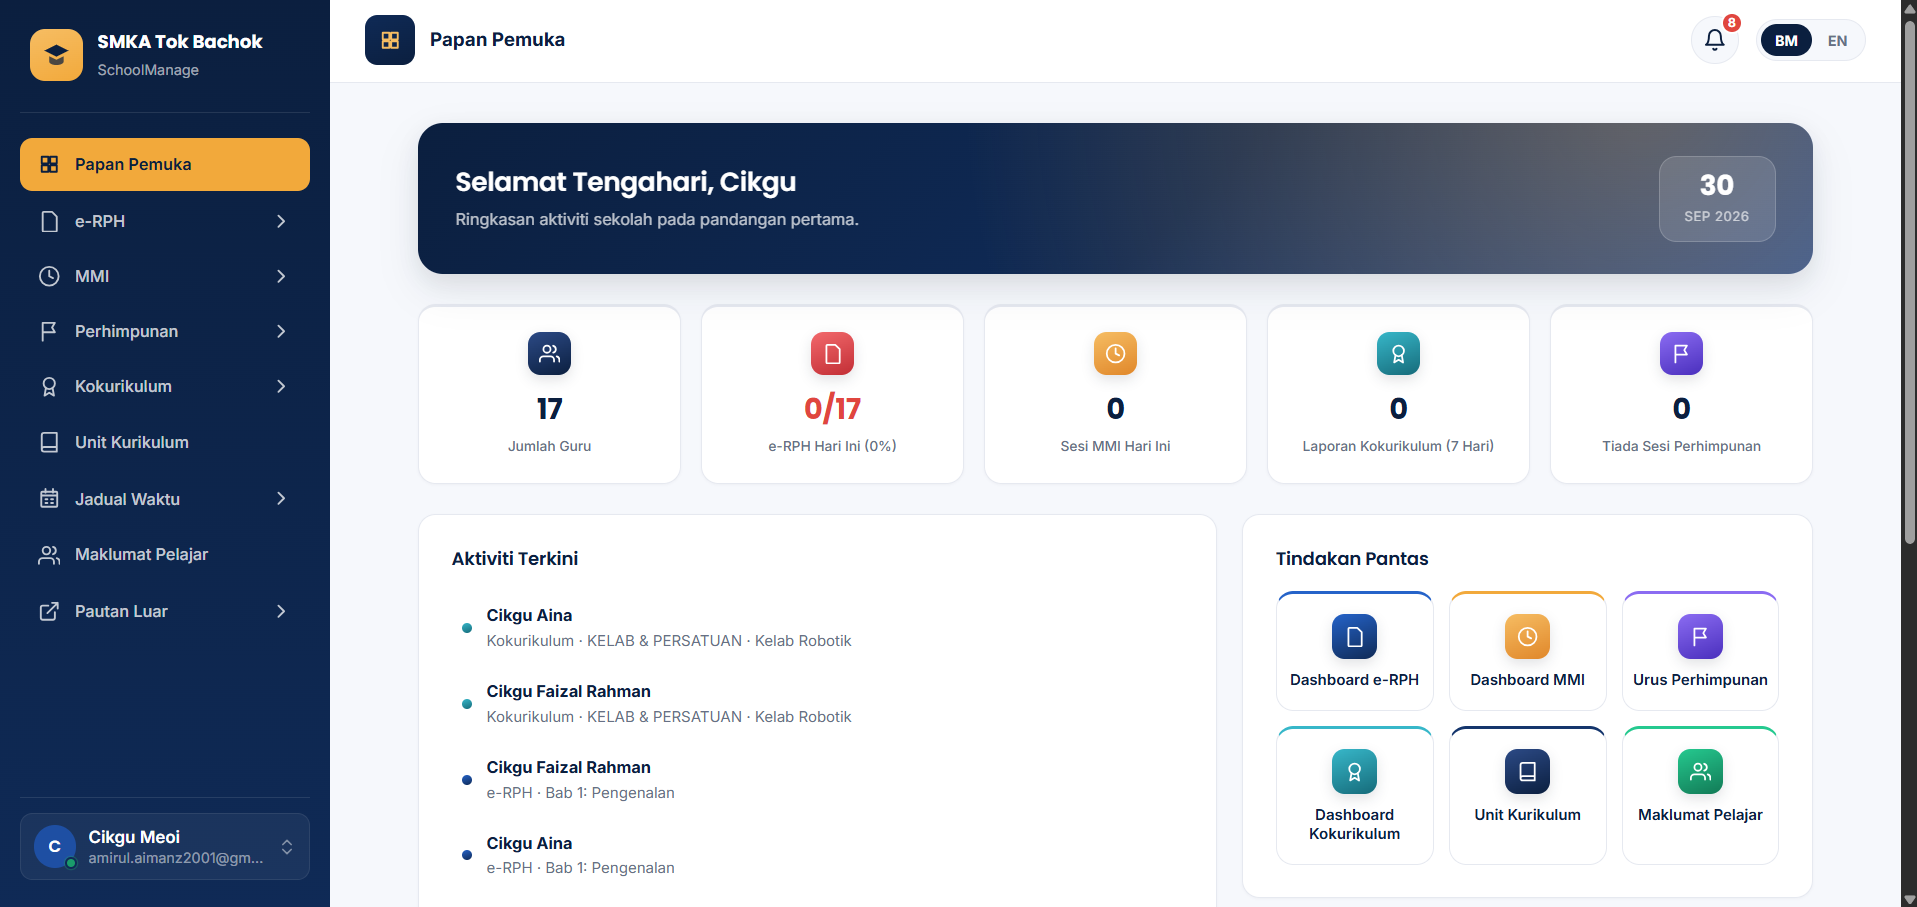 SMKA Tok Bachok
SchoolManage
Papan Pemuka
e-RPH
MMI
Perhimpunan
Kokurikulum
Unit Kurikulum
Jadual Waktu
Maklumat Pelajar
Pautan Luar
C
Cikgu Meoi
amirul.aimanz2001@gm...
Papan Pemuka
8
BM
EN
Selamat Tengahari, Cikgu
Ringkasan aktiviti sekolah pada pandangan pertama.
30
SEP 2026
17
Jumlah Guru
0/17
e-RPH Hari Ini (0%)
0
Sesi MMI Hari Ini
0
Laporan Kokurikulum (7 Hari)
0
Tiada Sesi Perhimpunan
Aktiviti Terkini
Cikgu Aina
Kokurikulum · KELAB & PERSATUAN · Kelab Robotik
Cikgu Faizal Rahman
Kokurikulum · KELAB & PERSATUAN · Kelab Robotik
Cikgu Faizal Rahman
e-RPH · Bab 1: Pengenalan
Cikgu Aina
e-RPH · Bab 1: Pengenalan
Tindakan Pantas
Dashboard e-RPH
Dashboard MMI
Urus Perhimpunan
Dashboard
Kokurikulum
Unit Kurikulum
Maklumat Pelajar